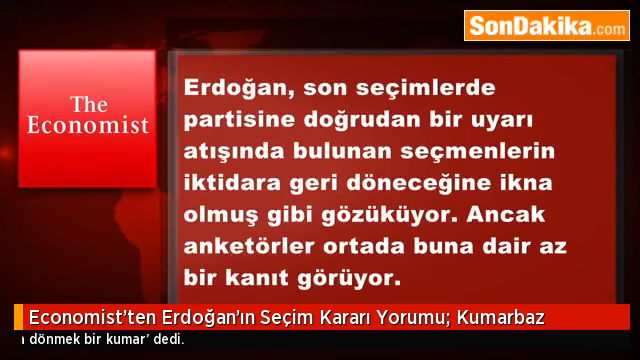 SonDakika.com
The
Economist
Erdoğan, son seçimlerde
partisine doğrudan bir uyarı
atışında bulunan seçmenlerin
iktidara geri döneceğine ikna
olmuş gibi gözüküyor. Ancak
anketörler ortada buna dair az
bir kanıt görüyor.
Economist'ten Erdoğan'ın Seçim Kararı Yorumu; Kumarbaz
dönmek bir kumar' dedi.